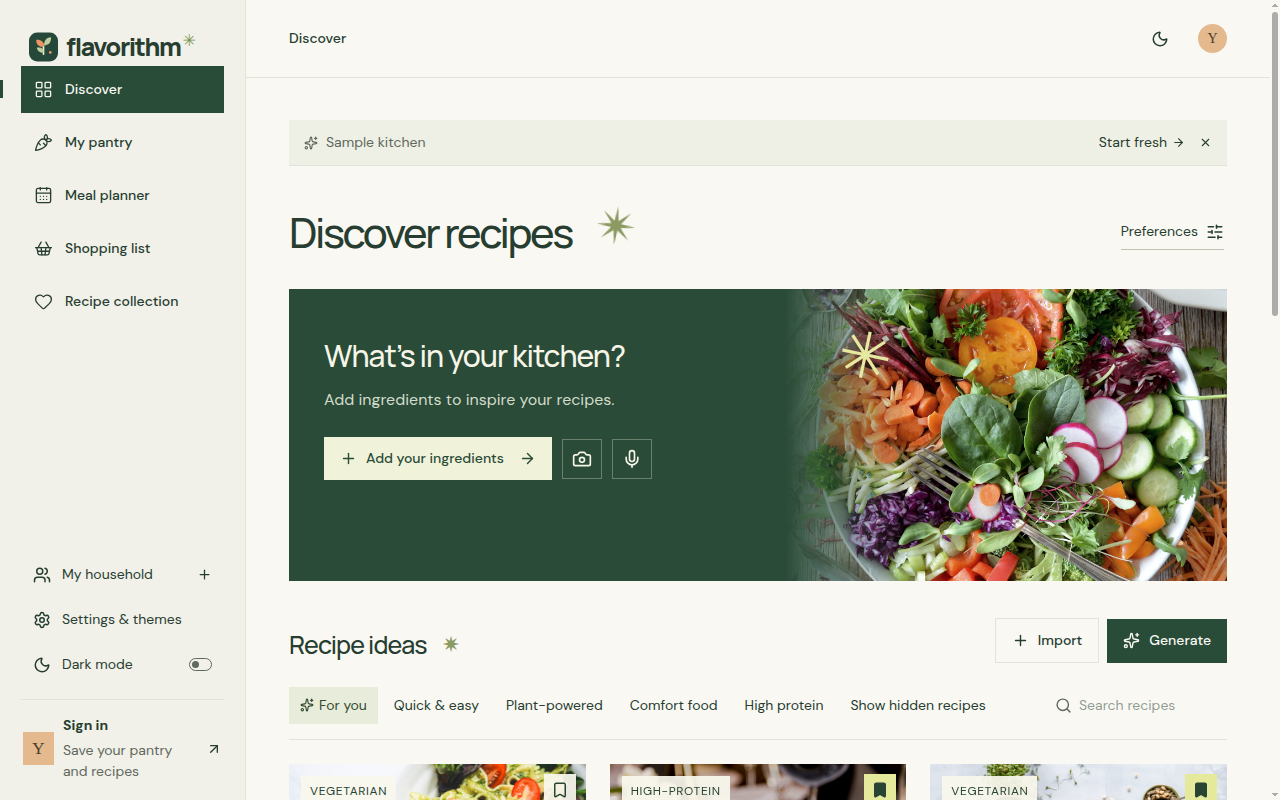 flavorithm
Discover
My pantry
Meal planner
Shopping list
Recipe collection
My household
Settings & themes
Dark mode
Y
Sign in
Save your pantry
and recipes
Discover
Y
Sample kitchen
Start fresh
Discover recipes
Preferences
What's in your kitchen?
Add ingredients to inspire your recipes.
Add your ingredients
Recipe ideas
Import
Generate
For you
Quick & easy
Plant-powered
Comfort food
High protein
Show hidden recipes
Search recipes
VEGETARIAN
HIGH-PROTEIN
VEGETARIAN